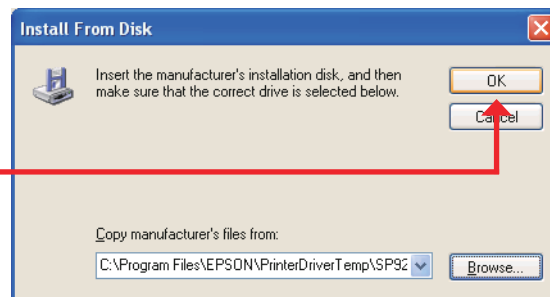 Install From Disk
Insert the manufacturer's installation disk, and then
make sure that the correct drive is selected below.
OK
Cancel
Copy manufacturer's files from:
C:\Program Files\EPSON\PrinterDriverTemp\SP92
Browse...